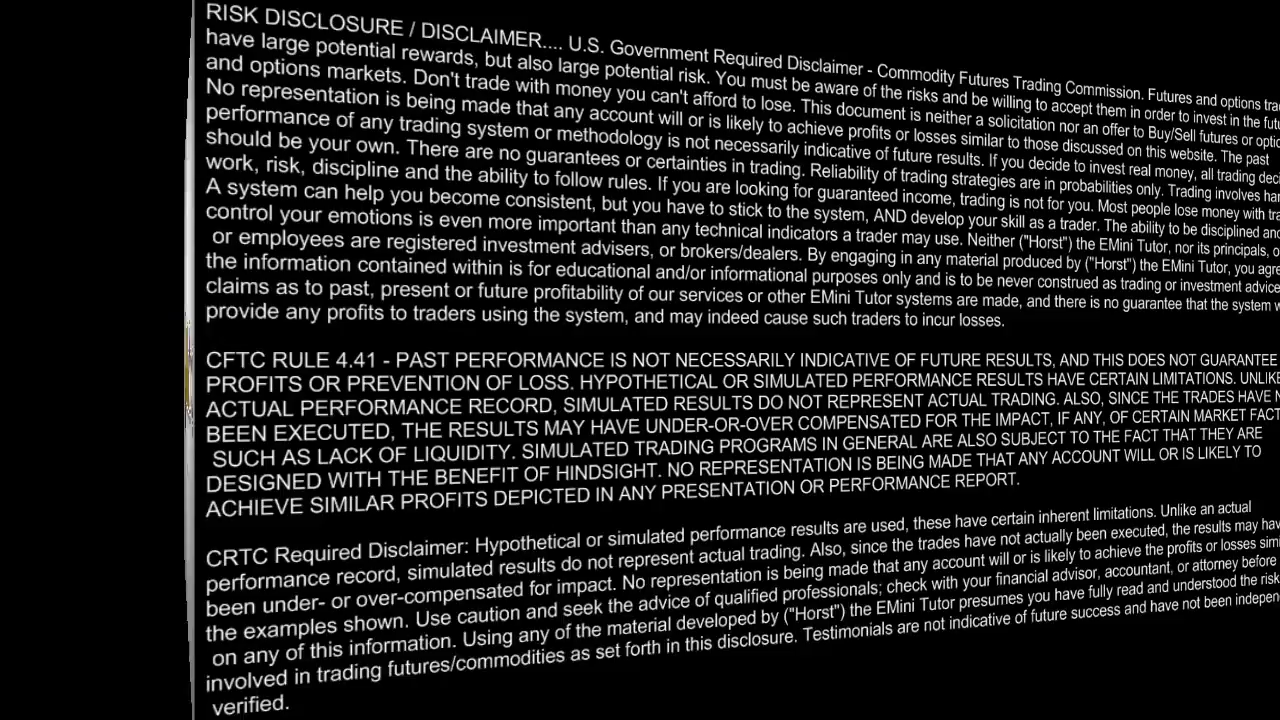 RISK DISCLOSURE / DISCLAIMER.... U.S. Government Required Disclaimer - Commodity Futures Trading Commission. Futures and options
have large potential rewards, but also large potential risk. You must be aware of the risks and be willing to accept them in order to invest in the
and options markets. Don't trade with money you can't afford to lose. This document is neither a solicitation nor an offer to Buy/Sell futures or
No representation is being made that any account will or is likely to achieve profits or losses similar to those discussed on this website. The past
performance of any trading system or methodology is not necessarily indicative of future results. If you decide to invest real money, all trading
should be your own. There are no guarantees or certainties in trading. Reliability of trading strategies are in probabilities only. Trading involves
work, risk, discipline and the ability to follow rules. If you are looking for guaranteed income, trading is not for you. Most people lose money with
A system can help you become consistent, but you have to stick to the system, AND develop your skill as a trader. The ability to be disciplined and
control your emotions is even more important than any technical indicators a trader may use. Neither ("Horst") the EMini Tutor, nor its principals,
or employees are registered investment advisers, or brokers/dealers. By engaging in any material produced by ("Horst") the EMini Tutor, you agree
the information contained within is for educational and/or informational purposes only and is to be never construed as trading or investment advice
claims as to past, present or future profitability of our services or other EMini Tutor systems are made, and there is no guarantee that the system
provide any profits to traders using the system, and may indeed cause such traders to incur losses.
CFTC RULE 4.41 - PAST PERFORMANCE IS NOT NECESSARILY INDICATIVE OF FUTURE RESULTS, AND THIS DOES NOT GUARANTEE
PROFITS OR PREVENTION OF LOSS. HYPOTHETICAL OR SIMULATED PERFORMANCE RESULTS HAVE CERTAIN LIMITATIONS. UNLIKE
ACTUAL PERFORMANCE RECORD, SIMULATED RESULTS DO NOT REPRESENT ACTUAL TRADING. ALSO, SINCE THE TRADES HAVE
BEEN EXECUTED, THE RESULTS MAY HAVE UNDER-OR-OVER COMPENSATED FOR THE IMPACT, IF ANY, OF CERTAIN MARKET
SUCH AS LACK OF LIQUIDITY. SIMULATED TRADING PROGRAMS IN GENERAL ARE ALSO SUBJECT TO THE FACT THAT THEY ARE
DESIGNED WITH THE BENEFIT OF HINDSIGHT. NO REPRESENTATION IS BEING MADE THAT ANY ACCOUNT WILL OR IS LIKELY TO
ACHIEVE SIMILAR PROFITS DEPICTED IN ANY PRESENTATION OR PERFORMANCE REPORT.
CRTC Required Disclaimer: Hypothetical or simulated performance results are used, these have certain inherent limitations. Unlike an actual
performance record, simulated results do not represent actual trading. Also, since the trades have not actually been executed, the results may have
been under- or over-compensated for impact. No representation is being made that any account will or is likely to achieve the profits or losses
the examples shown. Use caution and seek the advice of qualified professionals; check with your financial advisor, accountant, or attorney before
on any of this information. Using any of the material developed by ("Horst") the EMini Tutor presumes you have fully read and understood the
involved in trading futures/commodities as set forth in this disclosure. Testimonials are not indicative of future success and have not been
verified.